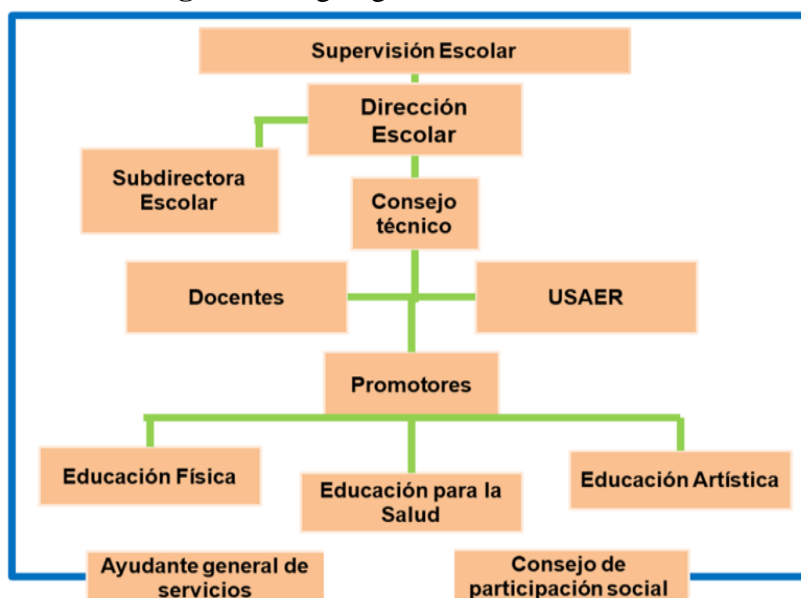 Supervisión Escolar
Dirección
Escolar
Subdirectora
Escolar
Consejo
técnico
Docentes
USAER
Promotores
Educación Física
Educación para la
Salud
Educación Artística
Ayudante general de
servicios
Consejo de
participación social